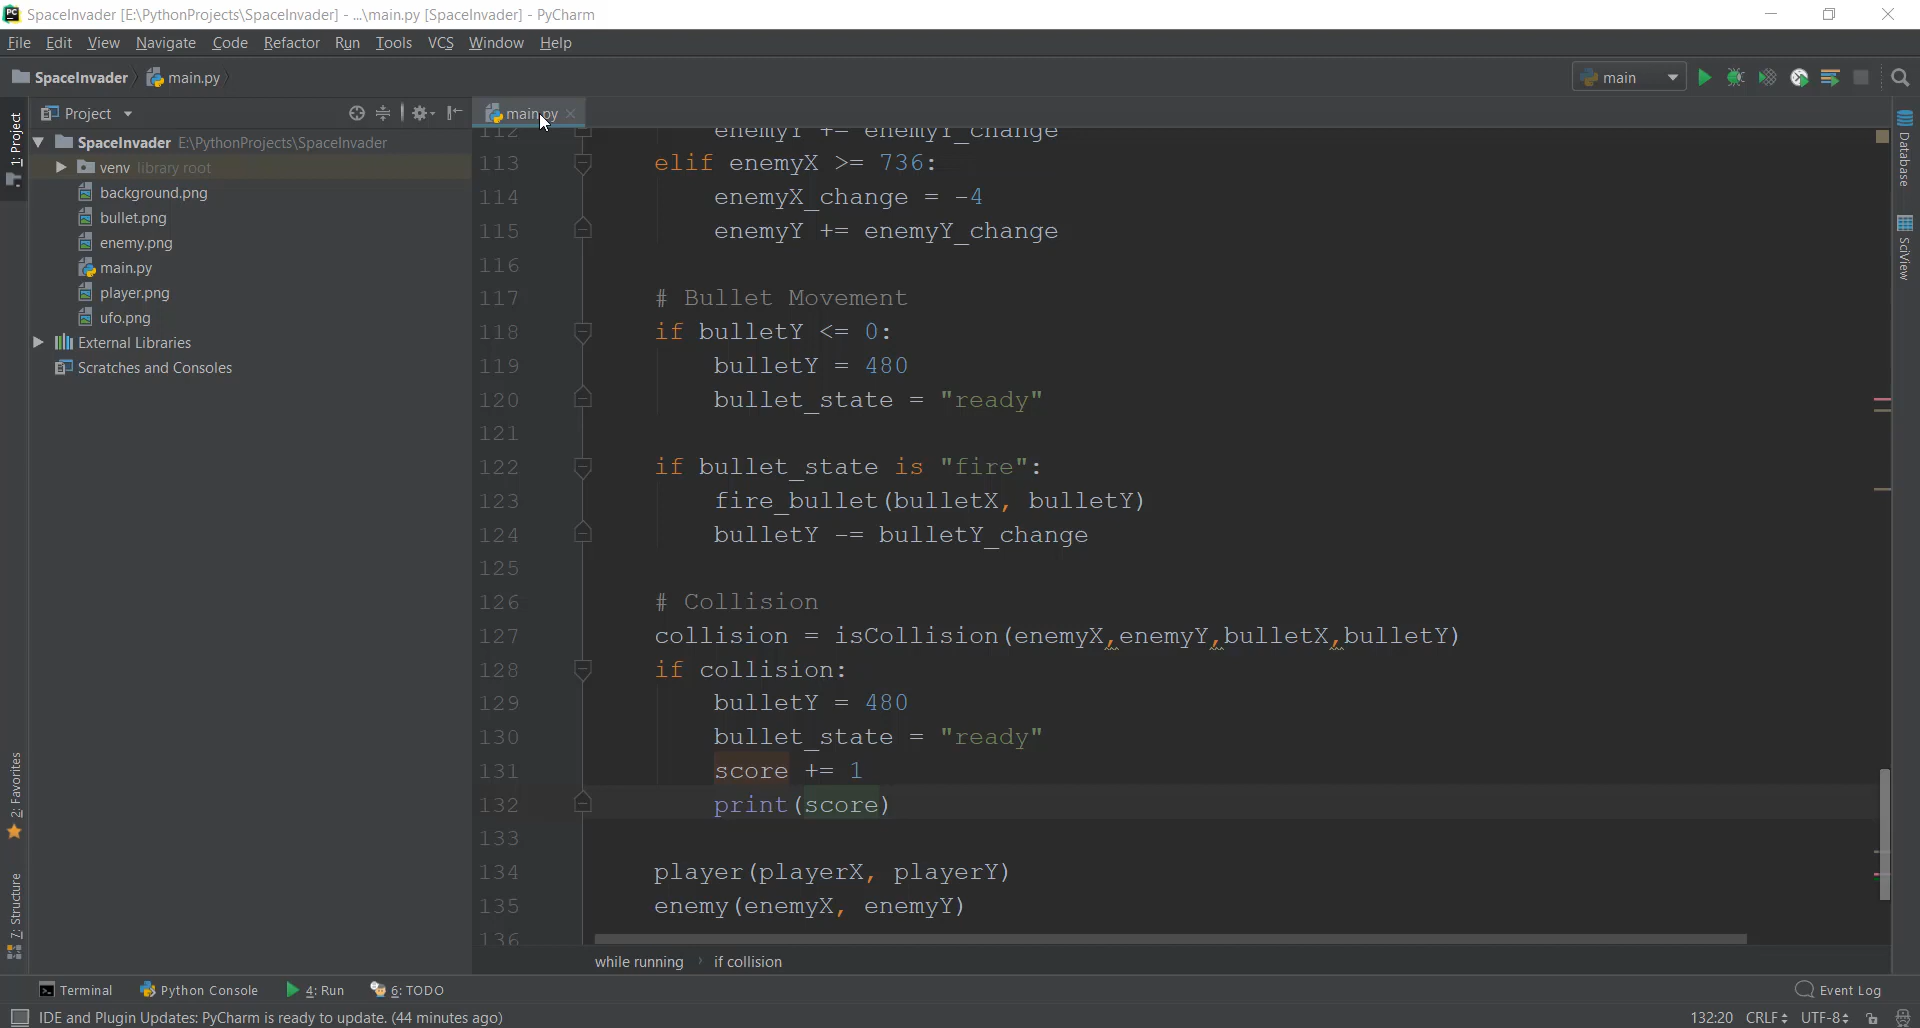 SpaceInvader [E:\PythonProjects\SpaceInvader] - ...\main.py [SpaceInvader] - PyCharm
File Edit View Navigate Code Refactor Run Tools VCS Window Help
SpaceInvader main.py main
Project main.py
1: Project
SpaceInvader E:\PythonProjects\SpaceInvader
venv library root
background.png
bullet.png
enemy.png
main.py
player.png
ufo.png
External Libraries
Scratches and Consoles
2: Favorites
7: Structure
112 enemyY += enemyY_change
113 elif enemyX >= 736:
114 enemyX_change = -4
115 enemyY += enemyY_change
116
117 # Bullet Movement
118 if bulletY <= 0:
119 bulletY = 480
120 bullet_state = "ready"
121
122 if bullet_state is "fire":
123 fire_bullet(bulletX, bulletY)
124 bulletY -= bulletY_change
125
126 # Collision
127 collision = isCollision(enemyX,enemyY,bulletX,bulletY)
128 if collision:
129 bulletY = 480
130 bullet_state = "ready"
131 score += 1
132 print(score)
133
134 player(playerX, playerY)
135 enemy(enemyX, enemyY)
136
while running if collision
Database
SciView
Terminal Python Console 4: Run 6: TODO Event Log
IDE and Plugin Updates: PyCharm is ready to update. (44 minutes ago) 132:20 CRLF UTF-8